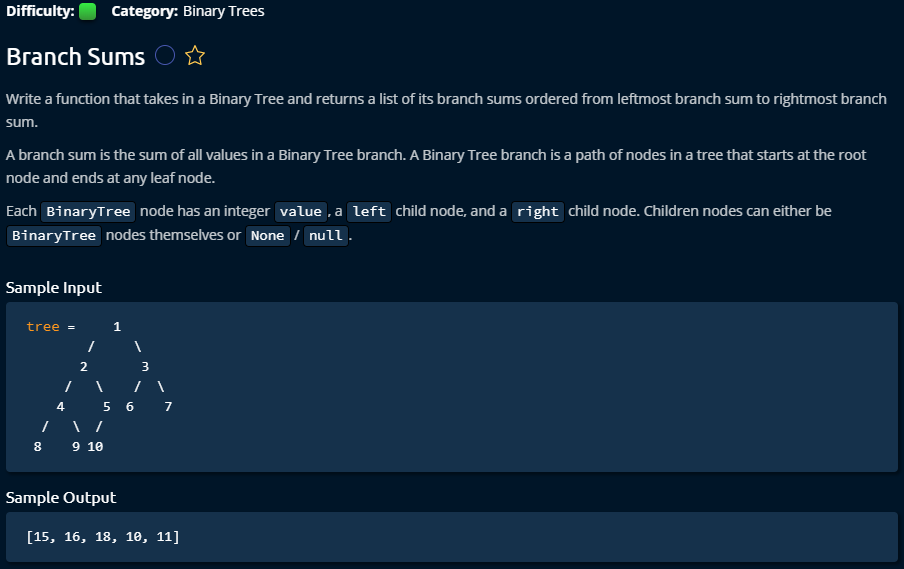 Difficulty: Category: Binary Trees
Branch Sums
Write a function that takes in a Binary Tree and returns a list of its branch sums ordered from leftmost branch sum to rightmost branch
sum.
A branch sum is the sum of all values in a Binary Tree branch. A Binary Tree branch is a path of nodes in a tree that starts at the root
node and ends at any leaf node.
Each BinaryTree node has an integer value , a left child node, and a right child node. Children nodes can either be
BinaryTree nodes themselves or None / null .
Sample Input
tree =     1
        /     \
       2       3
     /   \   /  \
    4     5 6    7
  /   \  /
 8    9 10
Sample Output
[15, 16, 18, 10, 11]